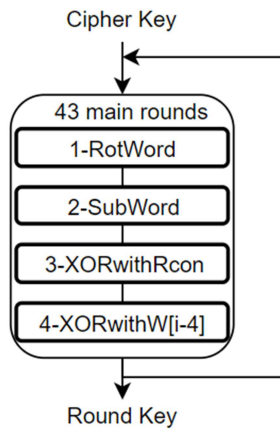 Cipher Key
43 main rounds
1-RotWord
2-SubWord
3-XORwithRcon
4-XORwithW[i-4]
Round Key